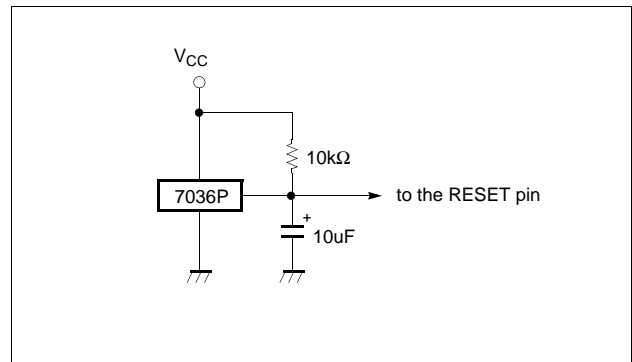 VCC
10kΩ
7036P
to the RESET pin
+
10uF